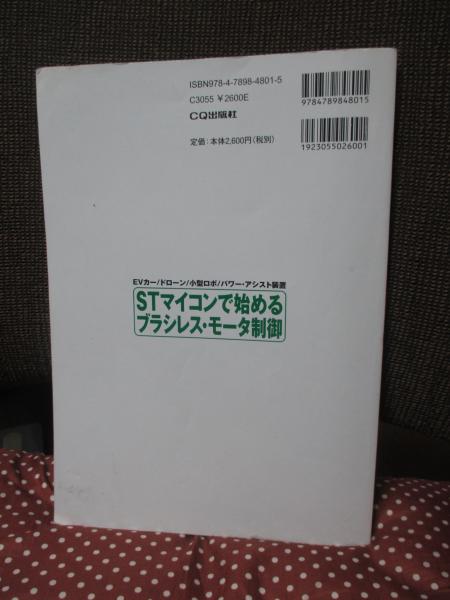 ISBN978-4-7898-4801-5
C3055 ¥2600E
CQ出版社
定価:本体2,600円(税別)
9784789848015
1923055026001
EVカー/ドローン/小型ロボ/パワー・アシスト装置
STマイコンで始める
ブラシレス・モータ制御